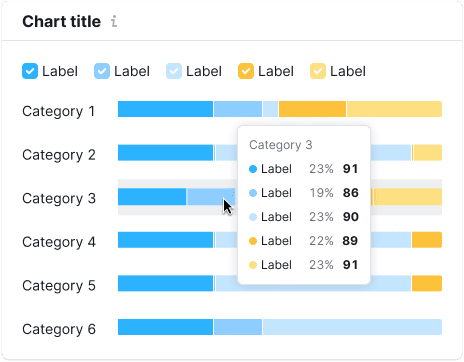 Chart title i
Label Label Label Label Label
Category 1
Category 2
Category 3
Category 4
Category 5
Category 6
Category 3
Label 23% 91
Label 19% 86
Label 23% 90
Label 22% 89
Label 23% 91